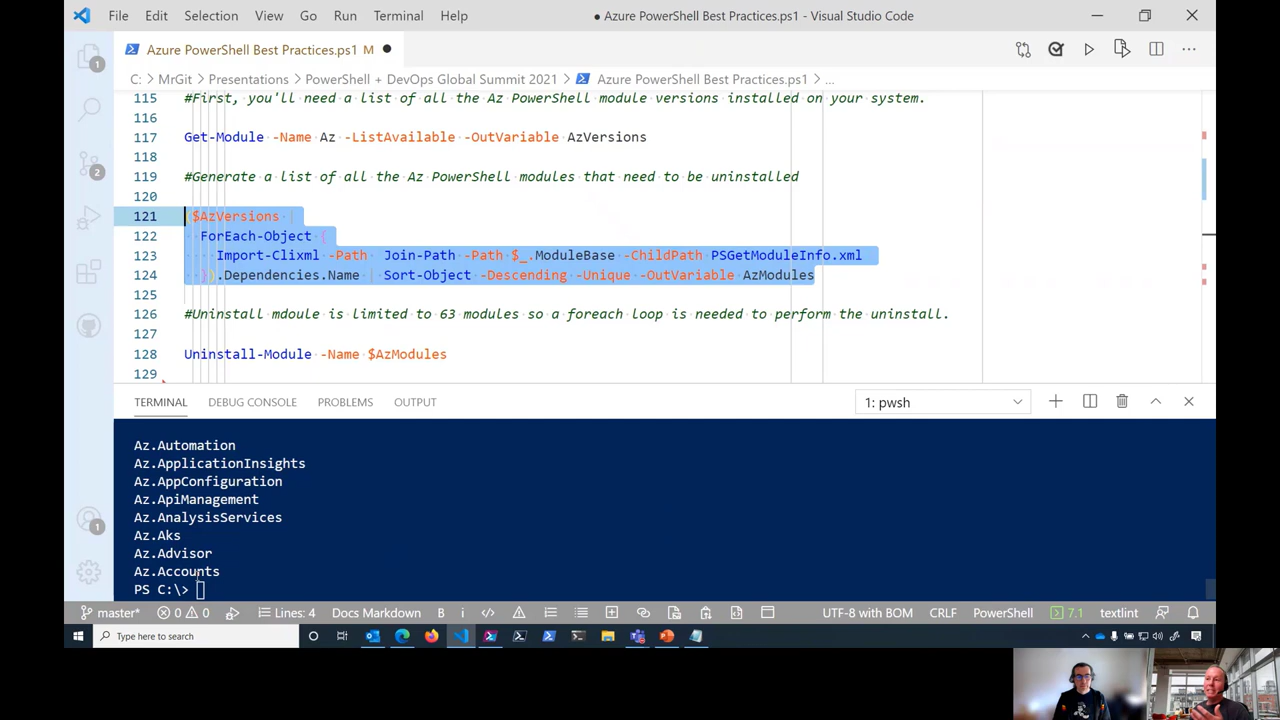 File Edit Selection View Go Run Terminal Help ● Azure PowerShell Best Practices.ps1 - Visual Studio Code
Azure PowerShell Best Practices.ps1 M ●
C: > MrGit > Presentations > PowerShell + DevOps Global Summit 2021 > Azure PowerShell Best Practices.ps1 > ...
115 #First, you'll need a list of all the Az PowerShell module versions installed on your system.
116
117 Get-Module -Name Az -ListAvailable -OutVariable AzVersions
118
119 #Generate a list of all the Az PowerShell modules that need to be uninstalled
120
121 $AzVersions |
122 ForEach-Object {
123 Import-Clixml -Path Join-Path -Path $_.ModuleBase -ChildPath PSGetModuleInfo.xml
124 }).Dependencies.Name | Sort-Object -Descending -Unique -OutVariable AzModules
125
126 #Uninstall mdoule is limited to 63 modules so a foreach loop is needed to perform the uninstall.
127
128 Uninstall-Module -Name $AzModules
129
TERMINAL DEBUG CONSOLE PROBLEMS OUTPUT 1: pwsh
Az.Automation
Az.ApplicationInsights
Az.AppConfiguration
Az.ApiManagement
Az.AnalysisServices
Az.Aks
Az.Advisor
Az.Accounts
PS C:\>
master* 0 0 Lines: 4 Docs Markdown B i UTF-8 with BOM CRLF PowerShell 7.1 textlint
Type here to search
1
2
1